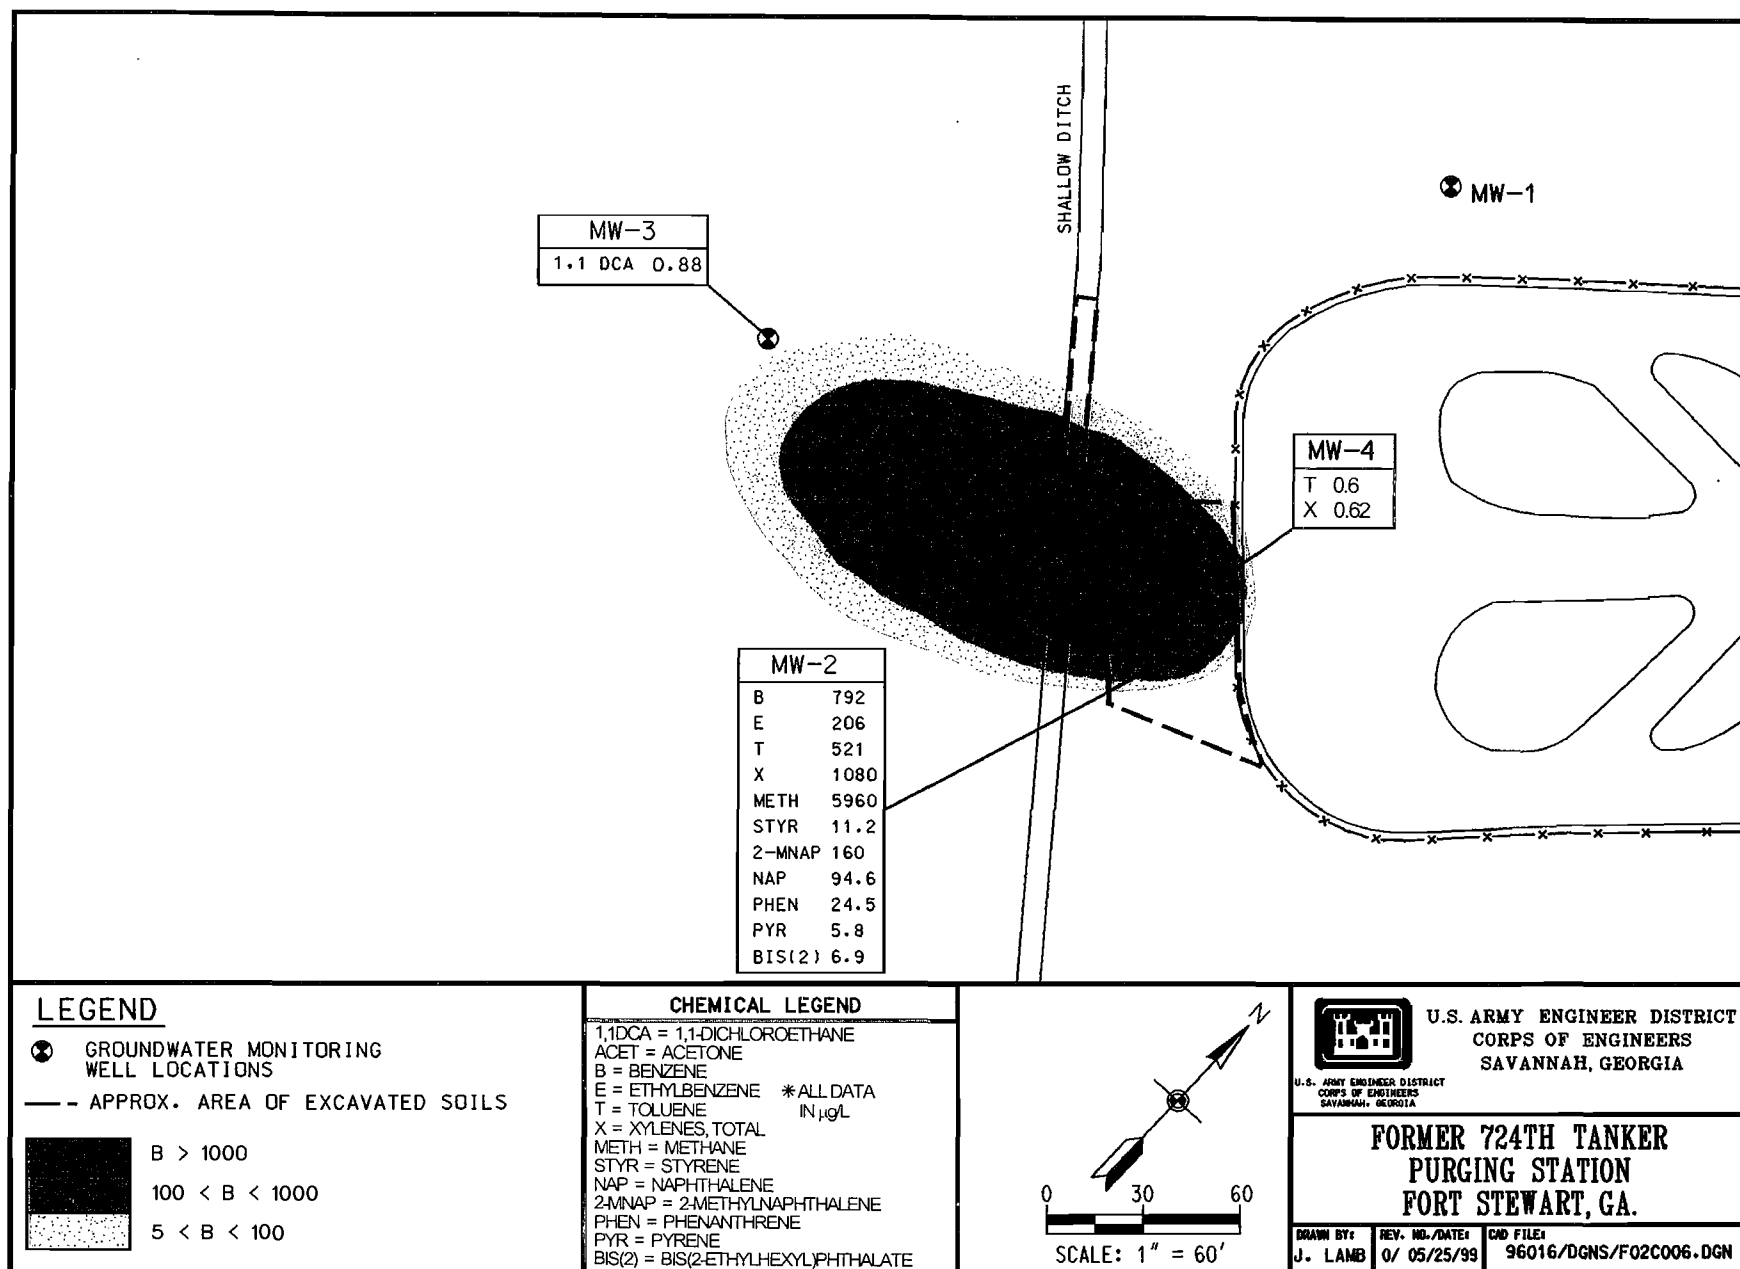 SHALLOW DITCH
MW-1
MW-3
1.1 DCA 0.88
MW-4
T 0.6
X 0.62
MW-2
B 792
E 206
T 521
X 1080
METH 5960
STYR 11.2
2-MNAP 160
NAP 94.6
PHEN 24.5
PYR 5.8
BIS(2) 6.9
LEGEND
GROUNDWATER MONITORING
WELL LOCATIONS
APPROX. AREA OF EXCAVATED SOILS
B > 1000
100 < B < 1000
5 < B < 100
CHEMICAL LEGEND
1,1DCA = 1,1-DICHLOROETHANE
ACET = ACETONE
B = BENZENE
E = ETHYLBENZENE *ALL DATA
T = TOLUENE IN µg/L
X = XYLENES, TOTAL
METH = METHANE
STYR = STYRENE
NAP = NAPHTHALENE
2-MNAP = 2-METHYLNAPHTHALENE
PHEN = PHENANTHRENE
PYR = PYRENE
BIS(2) = BIS(2-ETHYLHEXYL)PHTHALATE
N
0 30 60
SCALE: 1" = 60'
U.S. ARMY ENGINEER DISTRICT
CORPS OF ENGINEERS
SAVANNAH, GEORGIA
U.S. ARMY ENGINEER DISTRICT
CORPS OF ENGINEERS
SAVANNAH, GEORGIA
FORMER 724TH TANKER
PURGING STATION
FORT STEWART, GA.
DRAWN BY: REV. NO./DATE: CAD FILE:
J. LAMB 0/ 05/25/99 96016/DGNS/F02C006.DGN